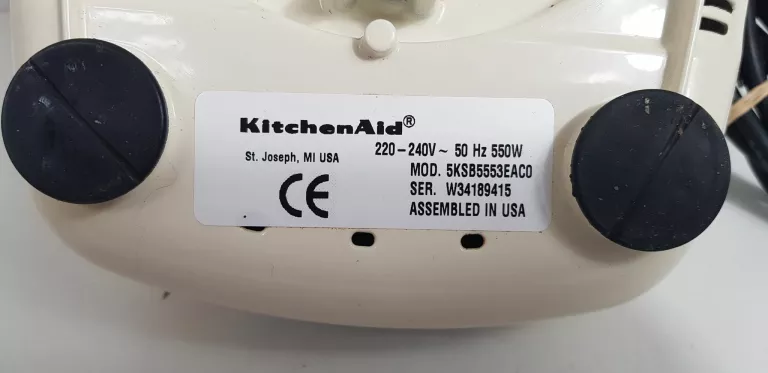 KitchenAid®
St. Joseph, MI USA
220-240V~ 50 Hz 550W
MOD. 5KSB5553EAC0
SER. W34189415
ASSEMBLED IN USA
CE